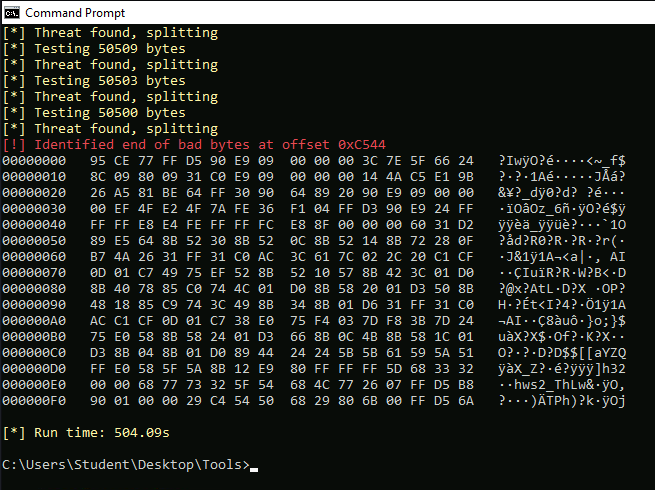 Command Prompt
[*] Threat found, splitting
[*] Testing 50509 bytes
[*] Threat found, splitting
[*] Testing 50503 bytes
[*] Threat found, splitting
[*] Testing 50500 bytes
[*] Threat found, splitting
[!] Identified end of bad bytes at offset 0xC544
00000000   95 CE 77 FF D5 90 E9 09  00 00 00 3C 7E 5F 66 24   ?IwÿO?é····<~_f$
00000010   8C 09 80 09 31 C0 E9 09  00 00 00 14 4A C5 E1 9B   ?·?·1Aé·····JÅá?
00000020   26 A5 81 BE 64 FF 30 90  64 89 20 90 E9 09 00 00   &¥?_dÿ0?d? ?é···
00000030   00 EF 4F E2 4F 7A FE 36  F1 04 FF D3 90 E9 24 FF   ·ïOâOz_6ñ·ÿO?é$ÿ
00000040   FF FF E8 E4 FE FF FF FC  E8 8F 00 00 00 60 31 D2   ÿÿèä_ÿÿüè?···`1O
00000050   89 E5 64 8B 52 30 8B 52  0C 8B 52 14 8B 72 28 0F   ?åd?R0?R·?R·?r(·
00000060   B7 4A 26 31 FF 31 C0 AC  3C 61 7C 02 2C 20 C1 CF   ·J&1ÿ1A¬<a|·, AI
00000070   0D 01 C7 49 75 EF 52 8B  52 10 57 8B 42 3C 01 D0   ··ÇIuïR?R·W?B<·D
00000080   8B 40 78 85 C0 74 4C 01  D0 8B 58 20 01 D3 50 8B   ?@x?AtL·D?X ·OP?
00000090   48 18 85 C9 74 3C 49 8B  34 8B 01 D6 31 FF 31 C0   H·?Ét<I?4?·Ö1ÿ1A
000000A0   AC C1 CF 0D 01 C7 38 E0  75 F4 03 7D F8 3B 7D 24   ¬AI··Ç8àuô·}o;}$
000000B0   75 E0 58 8B 58 24 01 D3  66 8B 0C 4B 8B 58 1C 01   uàX?X$·Of?·K?X··
000000C0   D3 8B 04 8B 01 D0 89 44  24 24 5B 5B 61 59 5A 51   O?·?·D?D$$[[aYZQ
000000D0   FF E0 58 5F 5A 8B 12 E9  80 FF FF FF 5D 68 33 32   ÿàX_Z?·é?ÿÿÿ]h32
000000E0   00 00 68 77 73 32 5F 54  68 4C 77 26 07 FF D5 B8   ··hws2_ThLw&·ÿO,
000000F0   90 01 00 00 29 C4 54 50  68 29 80 6B 00 FF D5 6A   ?···)ÄTPh)?k·ÿOj
[*] Run time: 504.09s
C:\Users\Student\Desktop\Tools>